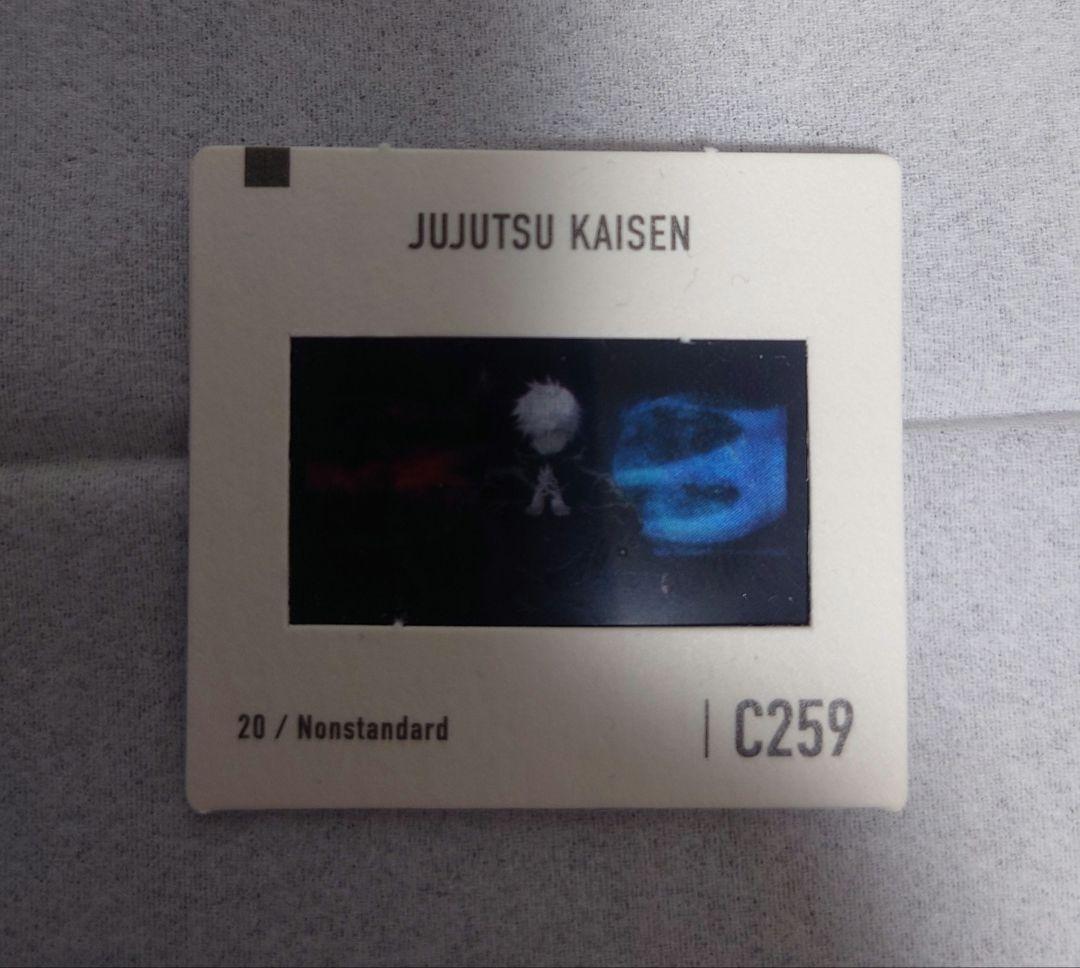 JUJUTSU KAISEN
20 / Nonstandard
| C259